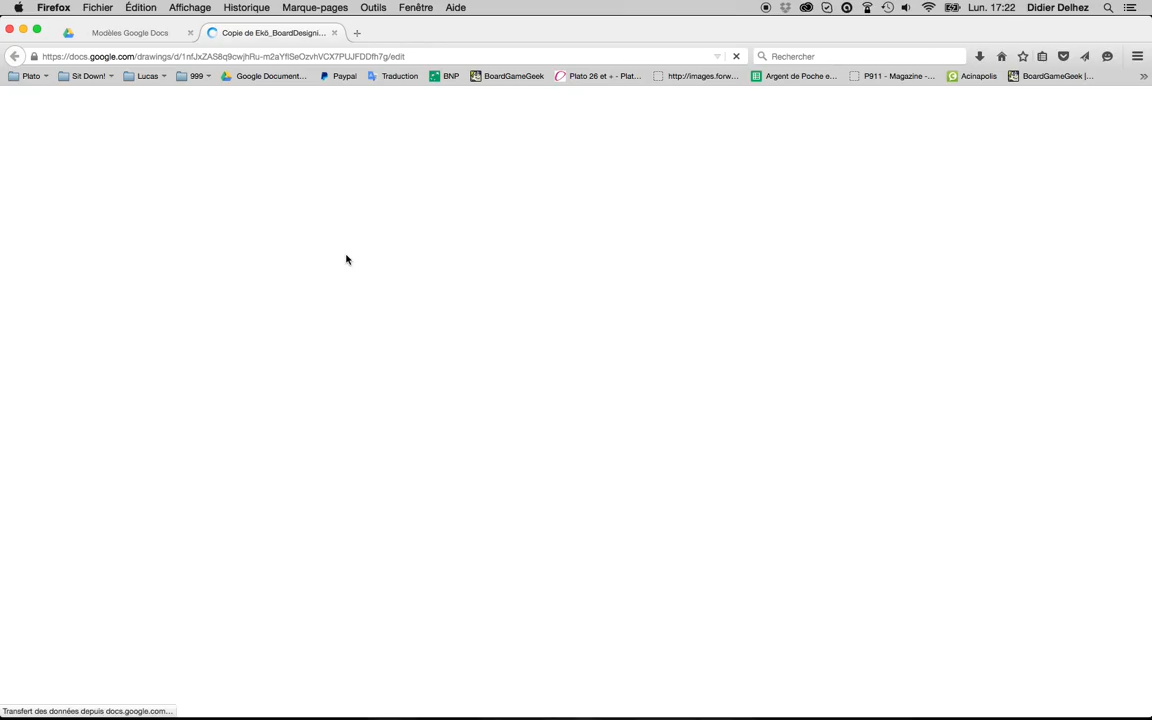 Firefox Fichier Édition Affichage Historique Marque-pages Outils Fenêtre Aide Lun. 17:22 Didier Delhez
Modèles Google Docs Copie de Ekö_BoardDesigni...
https://docs.google.com/drawings/d/1nfJxZAS8q9cwjhRu-m2aYflSeOzvhVCX7PUJFDDfh7g/edit Rechercher
Plato Sit Down! Lucas 999 Google Document... Paypal Traduction BNP BoardGameGeek Plato 26 et + - Plat... http://images.forw... Argent de Poche e... P911 - Magazine -... Acinapolis BoardGameGeek |...
Transfert des données depuis docs.google.com...